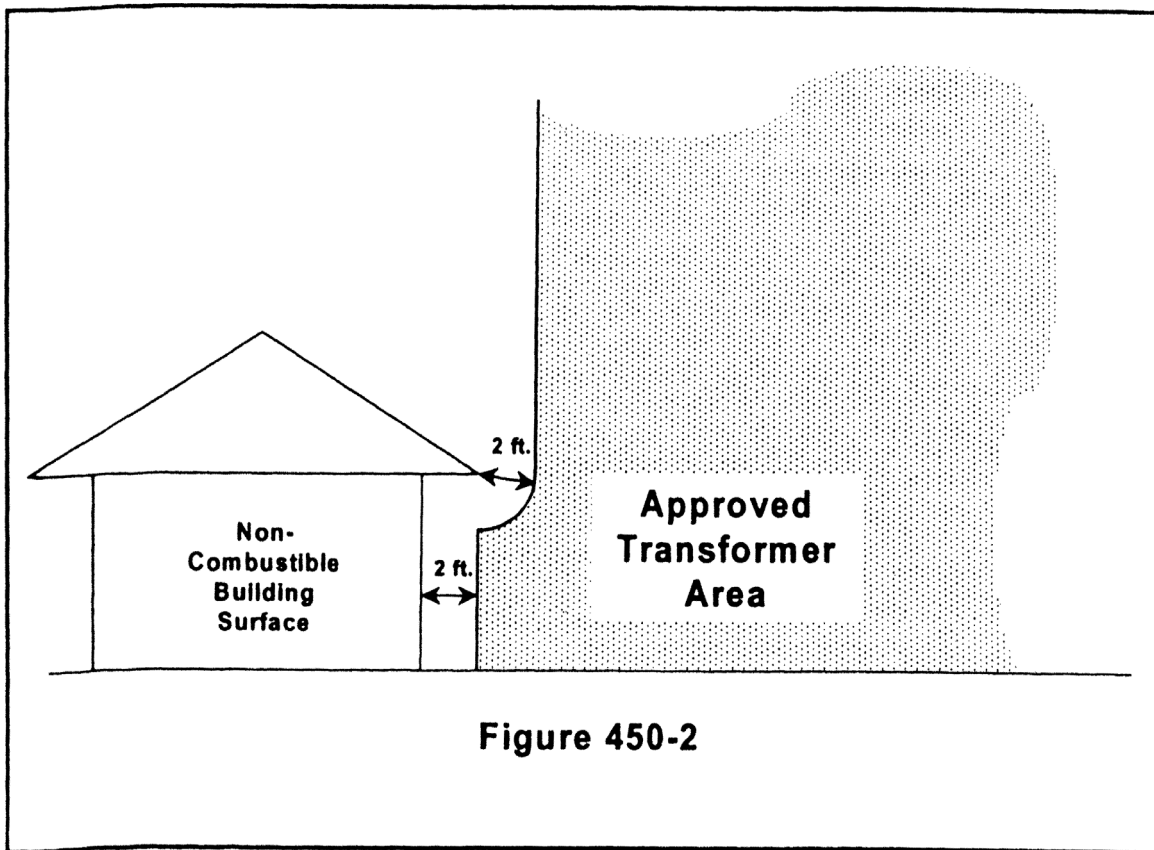 2 ft.
Approved
Transformer
Area
Non-
Combustible
Building
Surface
2 ft.
Figure 450-2